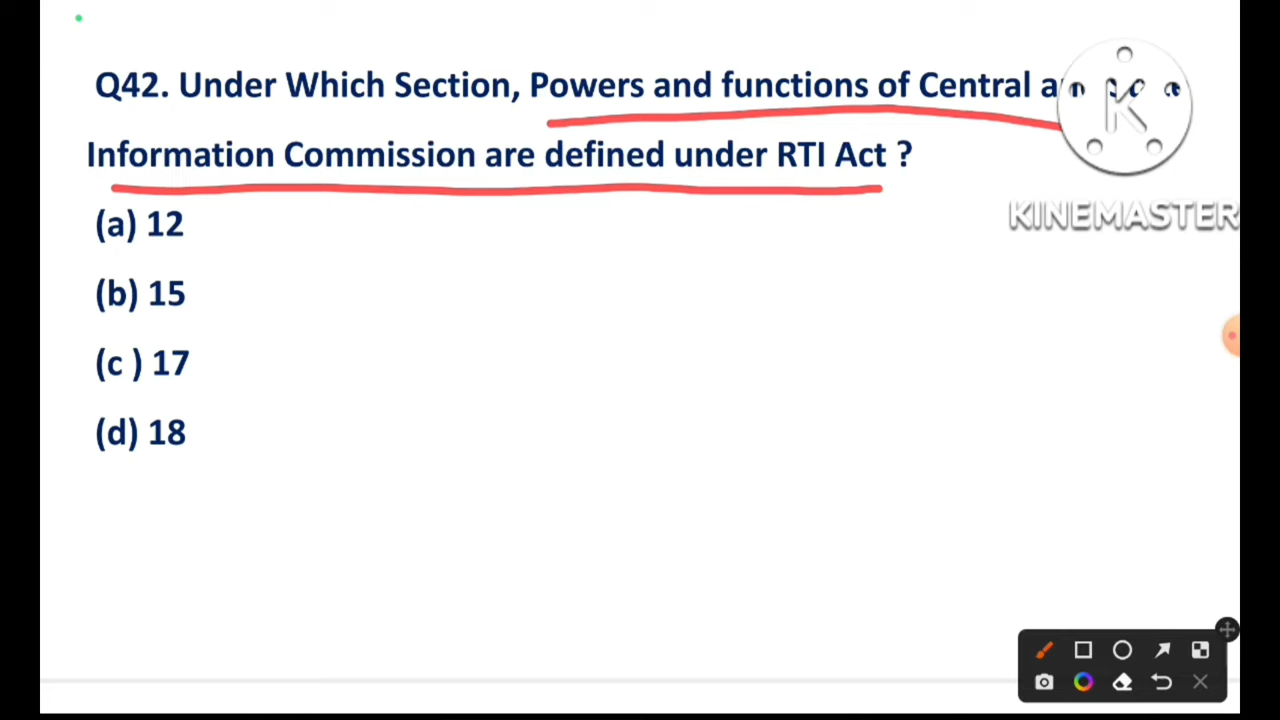 Q42. Under Which Section, Powers and functions of Central
Information Commission are defined under RTI Act ?
(a) 12
(b) 15
(c ) 17
(d) 18
K
KINEMASTER